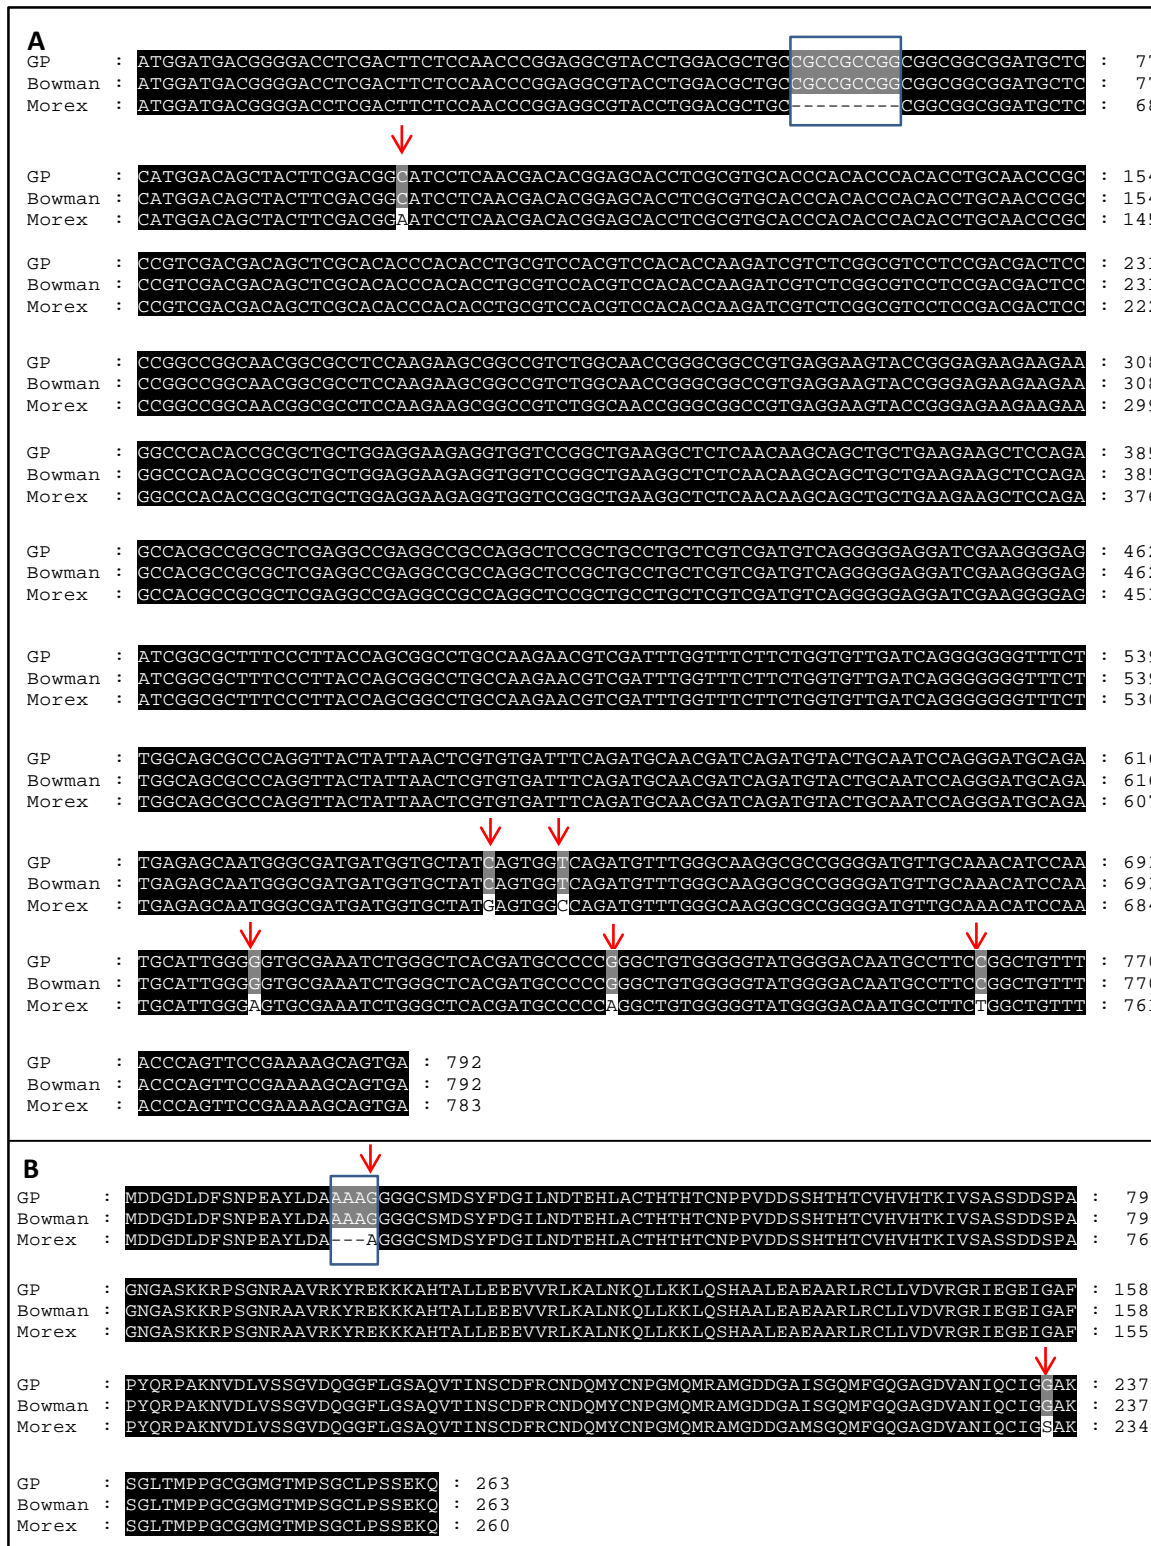 A
GP : ATGGATGACGGGGACCTCGACTTCTCCAACCCGGAGGCGTACCTGGACGCTGCCGCCGCCGGCGGCGGCGGATGCTC : 77
Bowman : ATGGATGACGGGGACCTCGACTTCTCCAACCCGGAGGCGTACCTGGACGCTGCCGCCGCCGGCGGCGGCGGATGCTC : 77
Morex : ATGGATGACGGGGACCTCGACTTCTCCAACCCGGAGGCGTACCTGGACGCTGC---------CGGCGGCGGATGCTC : 68
GP : CATGGACAGCTACTTCGACGGCATCCTCAACGACACGGAGCACCTCGCGTGCACCCACACCCACACCTGCAACCCGC : 154
Bowman : CATGGACAGCTACTTCGACGGCATCCTCAACGACACGGAGCACCTCGCGTGCACCCACACCCACACCTGCAACCCGC : 154
Morex : CATGGACAGCTACTTCGACGGAATCCTCAACGACACGGAGCACCTCGCGTGCACCCACACCCACACCTGCAACCCGC : 145
GP : CCGTCGACGACAGCTCGCACACCCACACCTGCGTCCACGTCCACACCAAGATCGTCTCGGCGTCCTCCGACGACTCC : 231
Bowman : CCGTCGACGACAGCTCGCACACCCACACCTGCGTCCACGTCCACACCAAGATCGTCTCGGCGTCCTCCGACGACTCC : 231
Morex : CCGTCGACGACAGCTCGCACACCCACACCTGCGTCCACGTCCACACCAAGATCGTCTCGGCGTCCTCCGACGACTCC : 222
GP : CCGGCCGGCAACGGCGCCTCCAAGAAGCGGCCGTCTGGCAACCGGGCGGCCGTGAGGAAGTACCGGGAGAAGAAGAA : 308
Bowman : CCGGCCGGCAACGGCGCCTCCAAGAAGCGGCCGTCTGGCAACCGGGCGGCCGTGAGGAAGTACCGGGAGAAGAAGAA : 308
Morex : CCGGCCGGCAACGGCGCCTCCAAGAAGCGGCCGTCTGGCAACCGGGCGGCCGTGAGGAAGTACCGGGAGAAGAAGAA : 299
GP : GGCCCACACCGCGCTGCTGGAGGAAGAGGTGGTCCGGCTGAAGGCTCTCAACAAGCAGCTGCTGAAGAAGCTCCAGA : 385
Bowman : GGCCCACACCGCGCTGCTGGAGGAAGAGGTGGTCCGGCTGAAGGCTCTCAACAAGCAGCTGCTGAAGAAGCTCCAGA : 385
Morex : GGCCCACACCGCGCTGCTGGAGGAAGAGGTGGTCCGGCTGAAGGCTCTCAACAAGCAGCTGCTGAAGAAGCTCCAGA : 376
GP : GCCACGCCGCGCTCGAGGCCGAGGCCGCCAGGCTCCGCTGCCTGCTCGTCGATGTCAGGGGGAGGATCGAAGGGGAG : 462
Bowman : GCCACGCCGCGCTCGAGGCCGAGGCCGCCAGGCTCCGCTGCCTGCTCGTCGATGTCAGGGGGAGGATCGAAGGGGAG : 462
Morex : GCCACGCCGCGCTCGAGGCCGAGGCCGCCAGGCTCCGCTGCCTGCTCGTCGATGTCAGGGGGAGGATCGAAGGGGAG : 453
GP : ATCGGCGCTTTCCCTTACCAGCGGCCTGCCAAGAACGTCGATTTGGTTTCTTCTGGTGTTGATCAGGGGGGGTTTCT : 539
Bowman : ATCGGCGCTTTCCCTTACCAGCGGCCTGCCAAGAACGTCGATTTGGTTTCTTCTGGTGTTGATCAGGGGGGGTTTCT : 539
Morex : ATCGGCGCTTTCCCTTACCAGCGGCCTGCCAAGAACGTCGATTTGGTTTCTTCTGGTGTTGATCAGGGGGGGTTTCT : 530
GP : TGGCAGCGCCCAGGTTACTATTAACTCGTGTGATTTCAGATGCAACGATCAGATGTACTGCAATCCAGGGATGCAGA : 616
Bowman : TGGCAGCGCCCAGGTTACTATTAACTCGTGTGATTTCAGATGCAACGATCAGATGTACTGCAATCCAGGGATGCAGA : 616
Morex : TGGCAGCGCCCAGGTTACTATTAACTCGTGTGATTTCAGATGCAACGATCAGATGTACTGCAATCCAGGGATGCAGA : 607
GP : TGAGAGCAATGGGCGATGATGGTGCTATCAGTGGTCAGATGTTTGGGCAAGGCGCCGGGGATGTTGCAAACATCCAA : 693
Bowman : TGAGAGCAATGGGCGATGATGGTGCTATCAGTGGTCAGATGTTTGGGCAAGGCGCCGGGGATGTTGCAAACATCCAA : 693
Morex : TGAGAGCAATGGGCGATGATGGTGCTATGAGTGGCCAGATGTTTGGGCAAGGCGCCGGGGATGTTGCAAACATCCAA : 684
GP : TGCATTGGGGGTGCGAAATCTGGGCTCACGATGCCCCCGGGCTGTGGGGGTATGGGGACAATGCCTTCCGGCTGTTT : 770
Bowman : TGCATTGGGGGTGCGAAATCTGGGCTCACGATGCCCCCGGGCTGTGGGGGTATGGGGACAATGCCTTCCGGCTGTTT : 770
Morex : TGCATTGGGAGTGCGAAATCTGGGCTCACGATGCCCCCAGGCTGTGGGGGTATGGGGACAATGCCTTCTGGCTGTTT : 761
GP : ACCCAGTTCCGAAAAGCAGTGA : 792
Bowman : ACCCAGTTCCGAAAAGCAGTGA : 792
Morex : ACCCAGTTCCGAAAAGCAGTGA : 783
B
GP : MDDGDLDFSNPEAYLDAAAAGGGGCSMDSYFDGILNDTEHLACTHTHTCNPPVDDSSHTHTCVHVHTKIVSASSDDSPA : 79
Bowman : MDDGDLDFSNPEAYLDAAAAGGGGCSMDSYFDGILNDTEHLACTHTHTCNPPVDDSSHTHTCVHVHTKIVSASSDDSPA : 79
Morex : MDDGDLDFSNPEAYLDA---AGGGCSMDSYFDGILNDTEHLACTHTHTCNPPVDDSSHTHTCVHVHTKIVSASSDDSPA : 76
GP : GNGASKKRPSGNRAAVRKYREKKKAHTALLEEEVVRLKALNKQLLKKLQSHAALEAEAARLRCLLVDVRGRIEGEIGAF : 158
Bowman : GNGASKKRPSGNRAAVRKYREKKKAHTALLEEEVVRLKALNKQLLKKLQSHAALEAEAARLRCLLVDVRGRIEGEIGAF : 158
Morex : GNGASKKRPSGNRAAVRKYREKKKAHTALLEEEVVRLKALNKQLLKKLQSHAALEAEAARLRCLLVDVRGRIEGEIGAF : 155
GP : PYQRPAKNVDLVSSGVDQGGFLGSAQVTINSCDFRCNDQMYCNPGMQMRAMGDDGAISGQMFGQGAGDVANIQCIGGAK : 237
Bowman : PYQRPAKNVDLVSSGVDQGGFLGSAQVTINSCDFRCNDQMYCNPGMQMRAMGDDGAISGQMFGQGAGDVANIQCIGGAK : 237
Morex : PYQRPAKNVDLVSSGVDQGGFLGSAQVTINSCDFRCNDQMYCNPGMQMRAMGDDGAMSGQMFGQGAGDVANIQCIGSAK : 234
GP : SGLTMPPGCGGMGTMPSGCLPSSEKQ : 263
Bowman : SGLTMPPGCGGMGTMPSGCLPSSEKQ : 263
Morex : SGLTMPPGCGGMGTMPSGCLPSSEKQ : 260